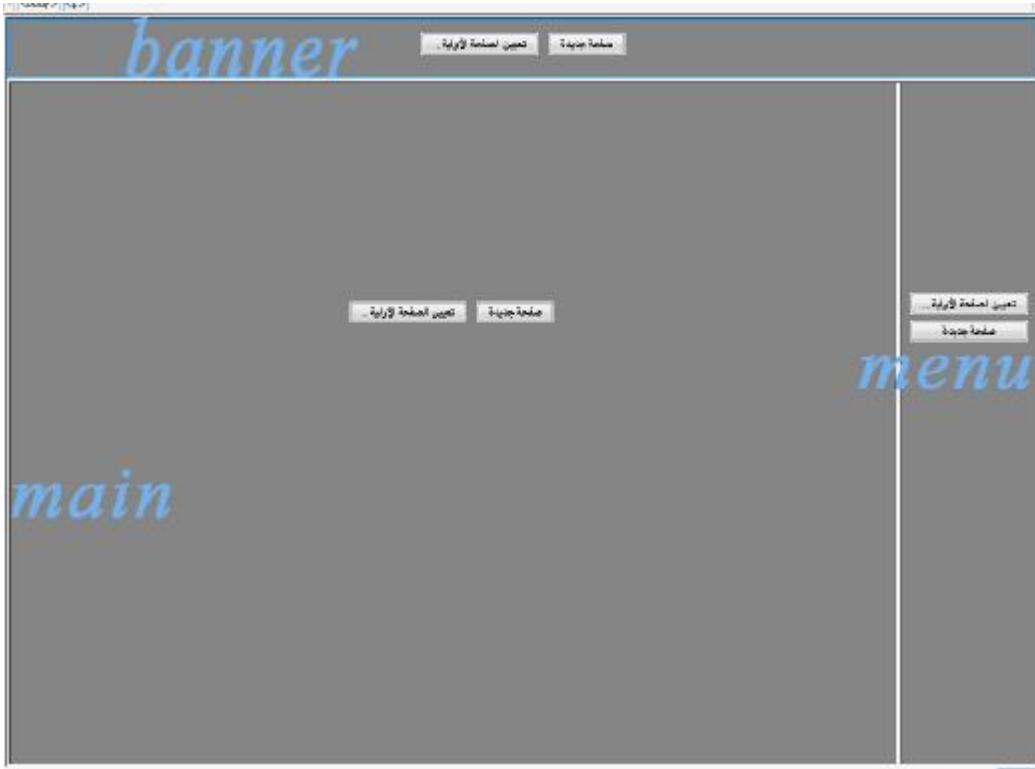 banner
صفحة جديدة
تعيين الصفحة الأولية...
صفحة جديدة
تعيين الصفحة الأولية...
تعيين الصفحة الأولية...
صفحة جديدة
menu
main